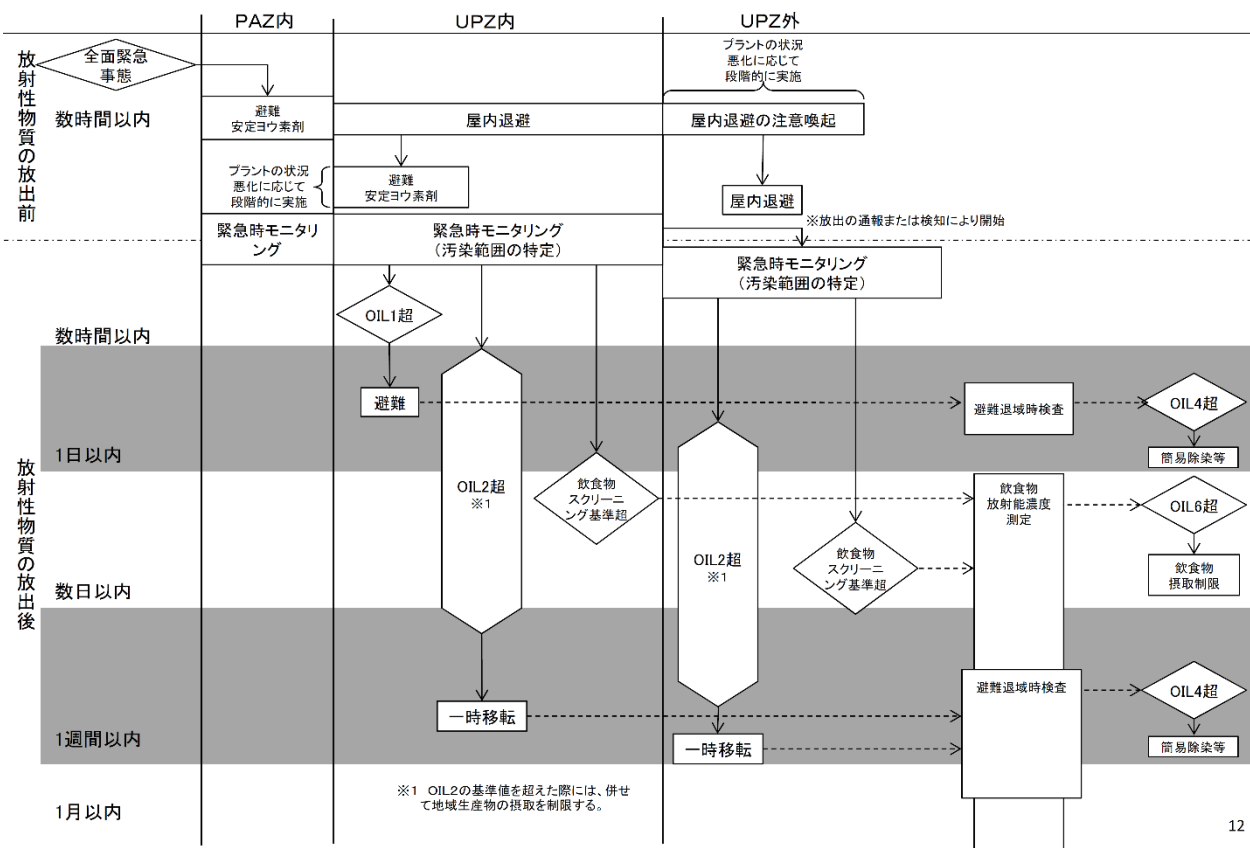 PAZ内
UPZ内
UPZ外
放射性物質の放出前
全面緊急
事態
プラントの状況
悪化に応じて
段階的に実施
数時間以内
避難
安定ヨウ素剤
屋内退避
屋内退避の注意喚起
プラントの状況
悪化に応じて
段階的に実施
避難
安定ヨウ素剤
屋内退避
※放出の通報または検知により開始
緊急時モニタリ
ング
緊急時モニタリング
（汚染範囲の特定）
緊急時モニタリング
（汚染範囲の特定）
放射性物質の放出後
OIL1超
数時間以内
避難
避難退域時検査
OIL4超
簡易除染等
1日以内
OIL2超
※1
飲食物
スクリーニ
ング基準超
飲食物
放射能濃度
測定
OIL6超
OIL2超
※1
飲食物
スクリーニ
ング基準超
飲食物
摂取制限
数日以内
避難退域時検査
OIL4超
一時移転
一時移転
簡易除染等
1週間以内
※1 OIL2の基準値を超えた際には、併せ
て地域生産物の摂取を制限する。
1月以内
12